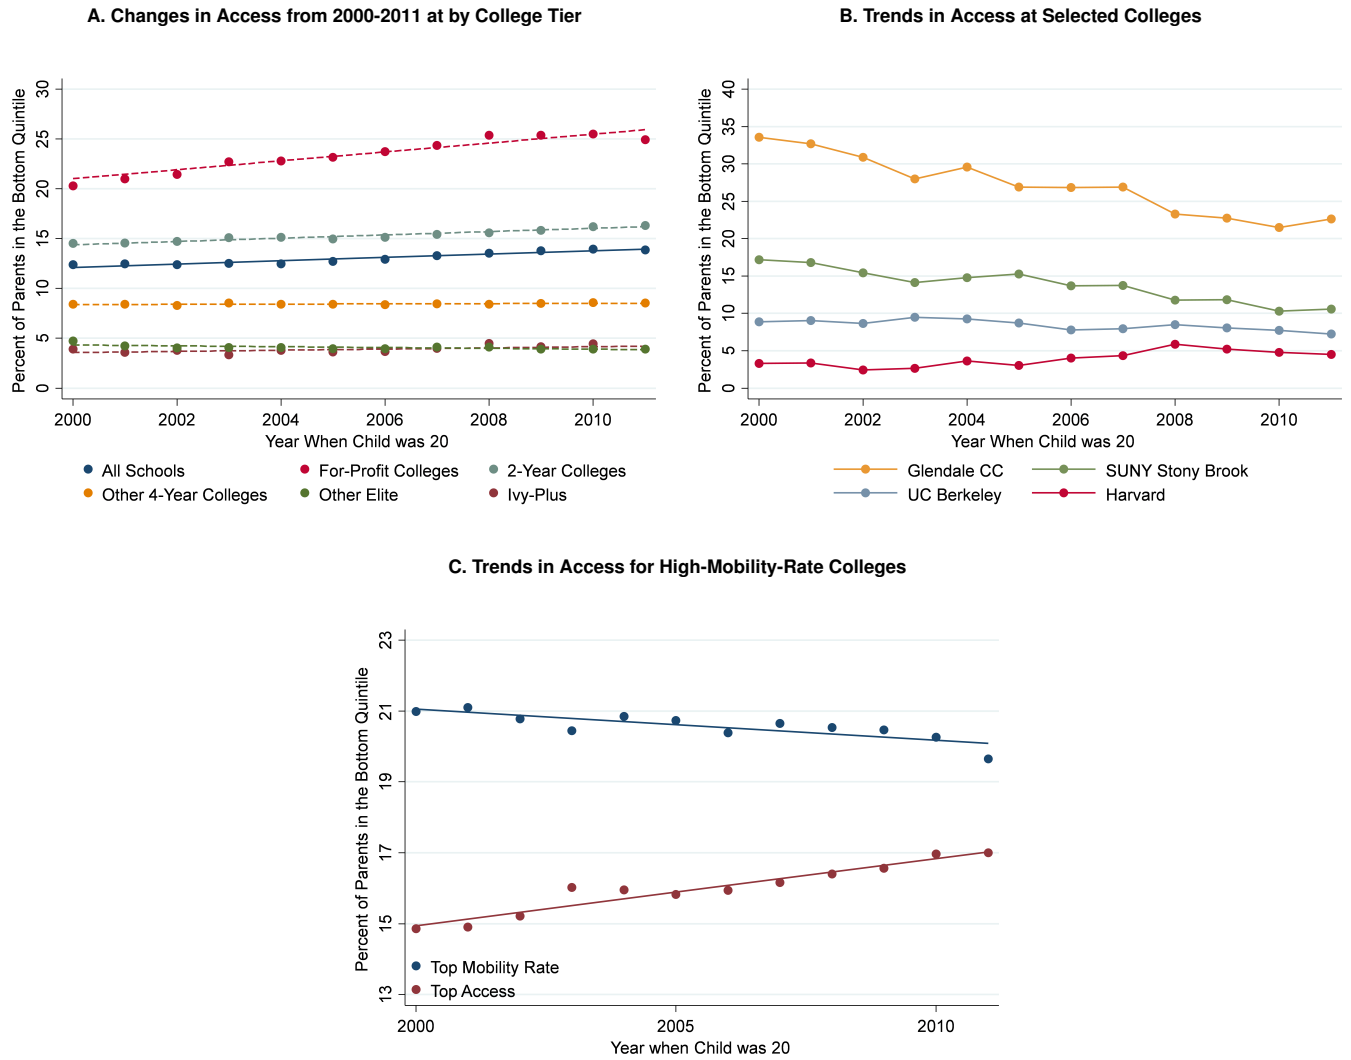 A. Changes in Access from 2000-2011 at by College Tier
Percent of Parents in the Bottom Quintile
30
25
20
15
10
5
0
2000 2002 2004 2006 2008 2010
Year When Child was 20
All Schools For-Profit Colleges 2-Year Colleges
Other 4-Year Colleges Other Elite Ivy-Plus
B. Trends in Access at Selected Colleges
Percent of Parents in the Bottom Quintile
40
35
30
25
20
15
10
5
0
2000 2002 2004 2006 2008 2010
Year When Child was 20
Glendale CC SUNY Stony Brook
UC Berkeley Harvard
C. Trends in Access for High-Mobility-Rate Colleges
Percent of Parents in the Bottom Quintile
23
21
19
17
15
13
Top Mobility Rate
Top Access
2000 2005 2010
Year when Child was 20